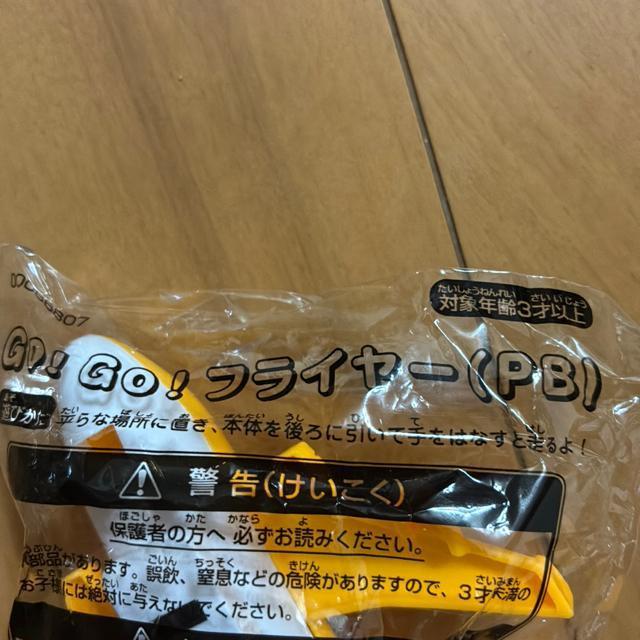 対象年齢3才以上
GO! GO! フライヤー(PB)
遊びかた 平らな場所に置き、本体を後ろに引いて手をはなすと走るよ!
警告(けいこく)
保護者の方へ 必ずお読みください。
部品があります。誤飲、窒息などの危険がありますので、3才未満の
お子様には絶対に与えないでください。